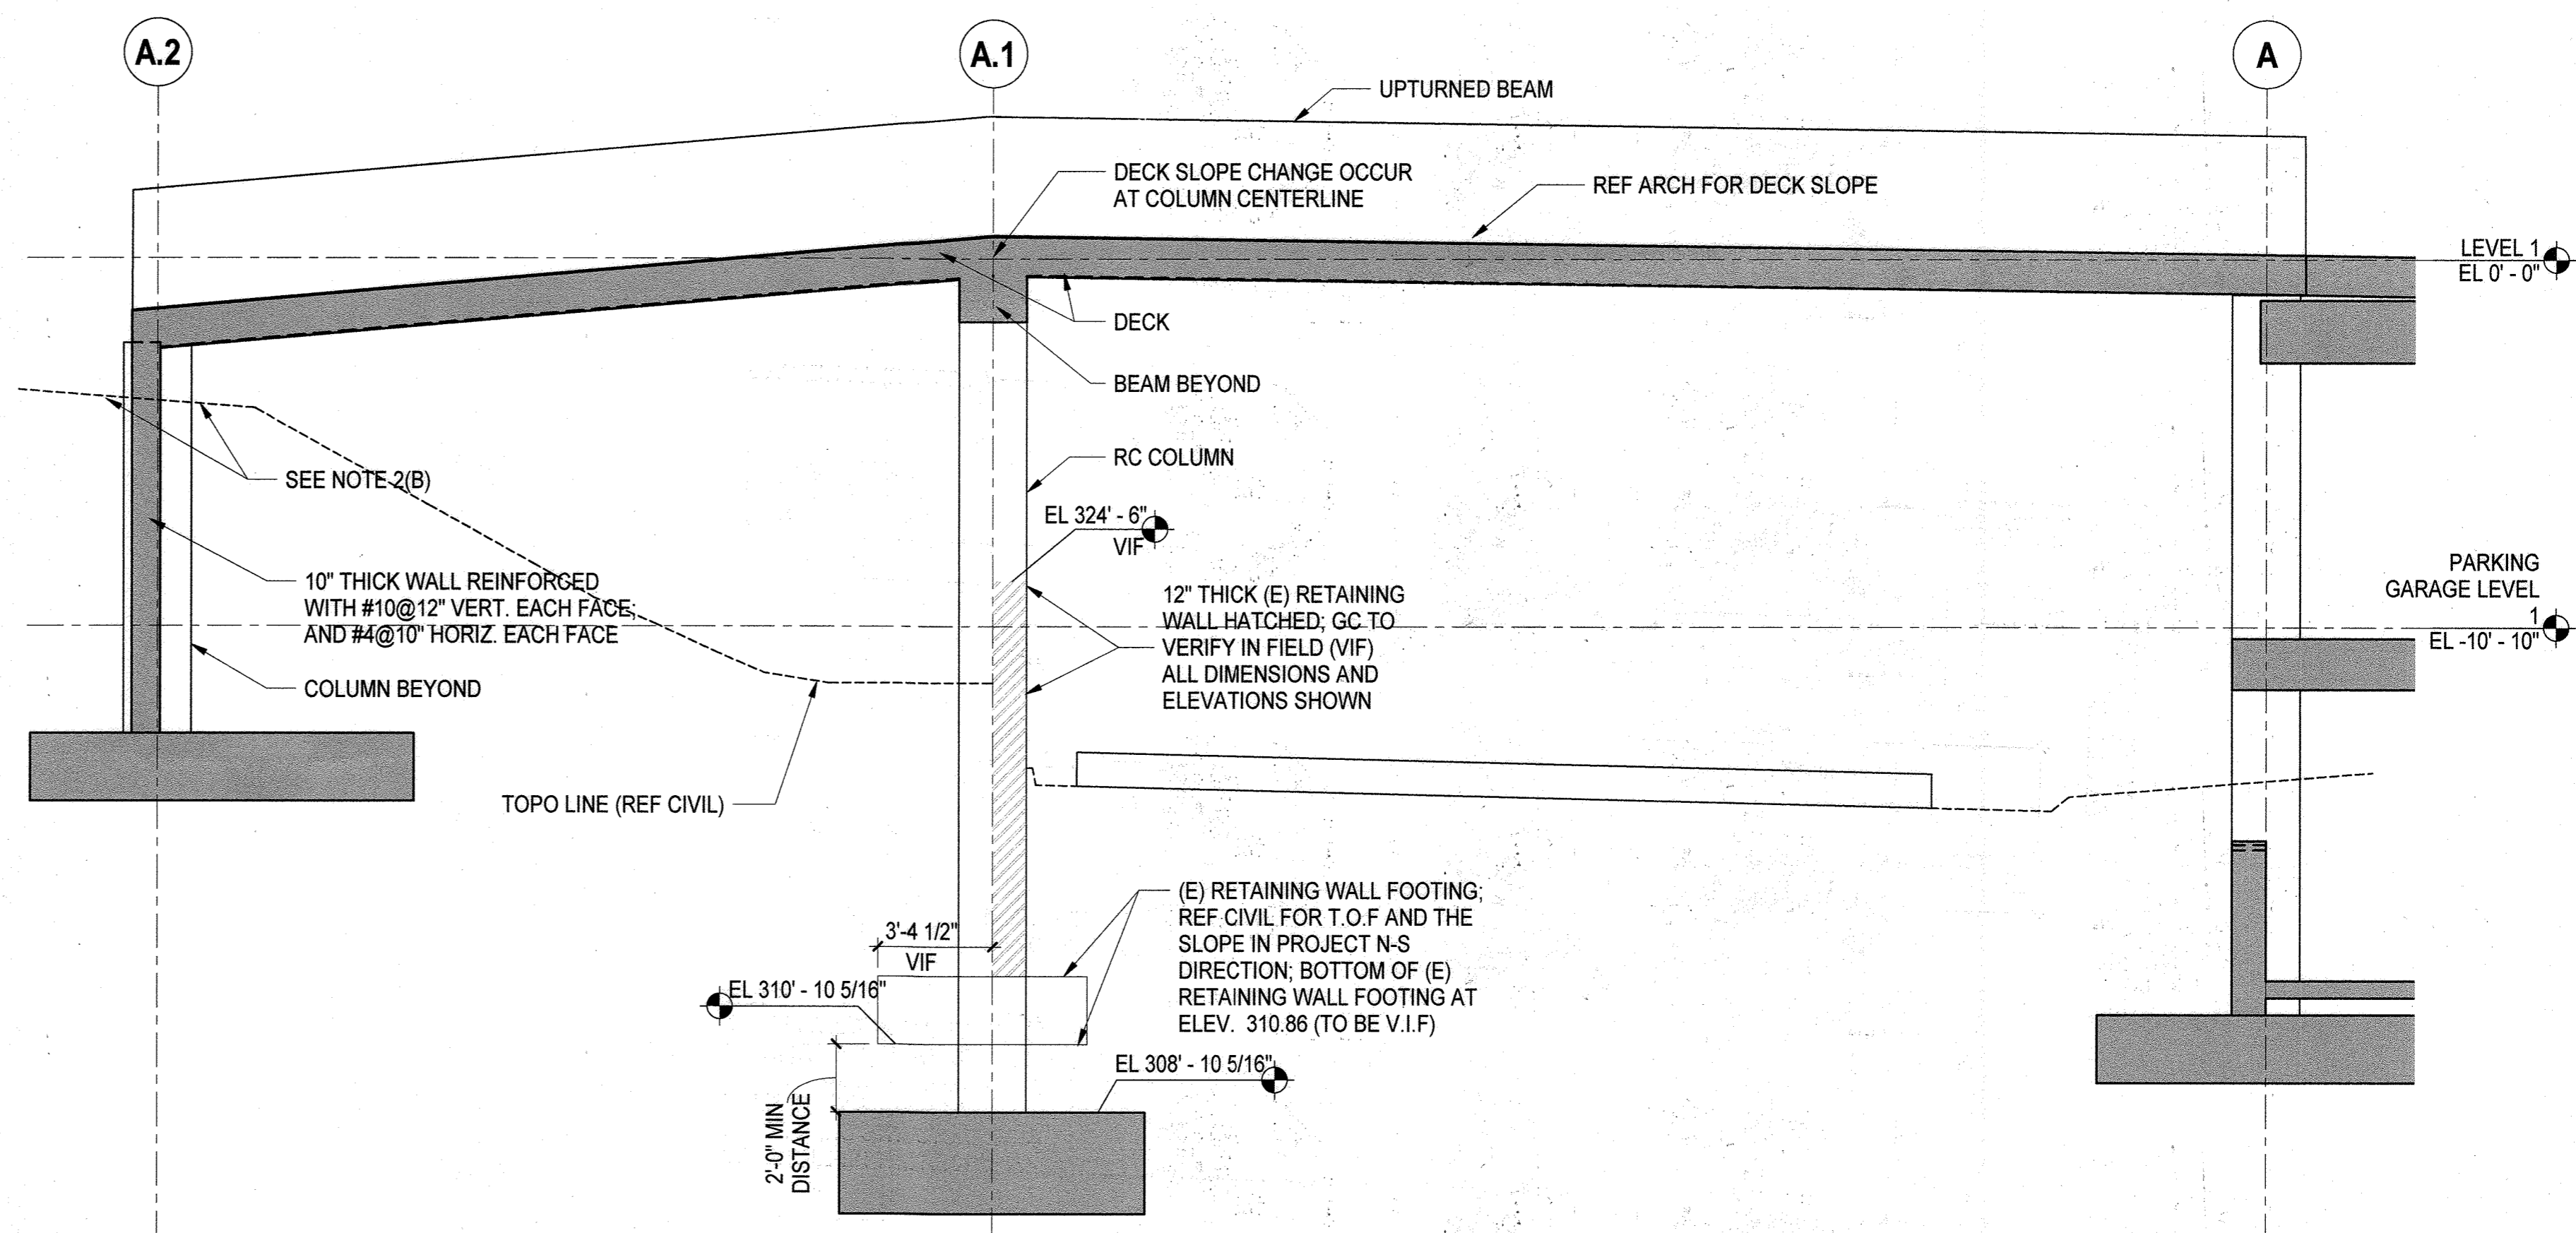 A.2
A.1
A
UPTURNED BEAM
DECK SLOPE CHANGE OCCUR
AT COLUMN CENTERLINE
REF ARCH FOR DECK SLOPE
LEVEL 1
EL 0' - 0"
DECK
BEAM BEYOND
RC COLUMN
SEE NOTE 2(B)
EL 324' - 6"
VIF
10" THICK WALL REINFORCED
WITH #10@12" VERT. EACH FACE;
AND #4@10" HORIZ. EACH FACE
COLUMN BEYOND
12" THICK (E) RETAINING
WALL HATCHED; GC TO
VERIFY IN FIELD (VIF)
ALL DIMENSIONS AND
ELEVATIONS SHOWN
PARKING
GARAGE LEVEL
1
EL -10' - 10"
TOPO LINE (REF CIVIL)
(E) RETAINING WALL FOOTING;
REF CIVIL FOR T.O.F AND THE
SLOPE IN PROJECT N-S
DIRECTION; BOTTOM OF (E)
RETAINING WALL FOOTING AT
ELEV. 310.86 (TO BE V.I.F)
3'-4 1/2"
VIF
EL 310' - 10 5/16"
EL 308' - 10 5/16"
2'-0" MIN
DISTANCE